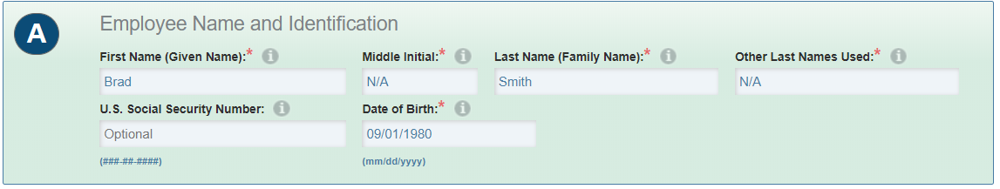 A
Employee Name and Identification
First Name (Given Name):* i Middle Initial:* i Last Name (Family Name):* i Other Last Names Used:* i
Brad N/A Smith N/A
U.S. Social Security Number: i Date of Birth:* i
Optional 09/01/1980
(###-##-####) (mm/dd/yyyy)